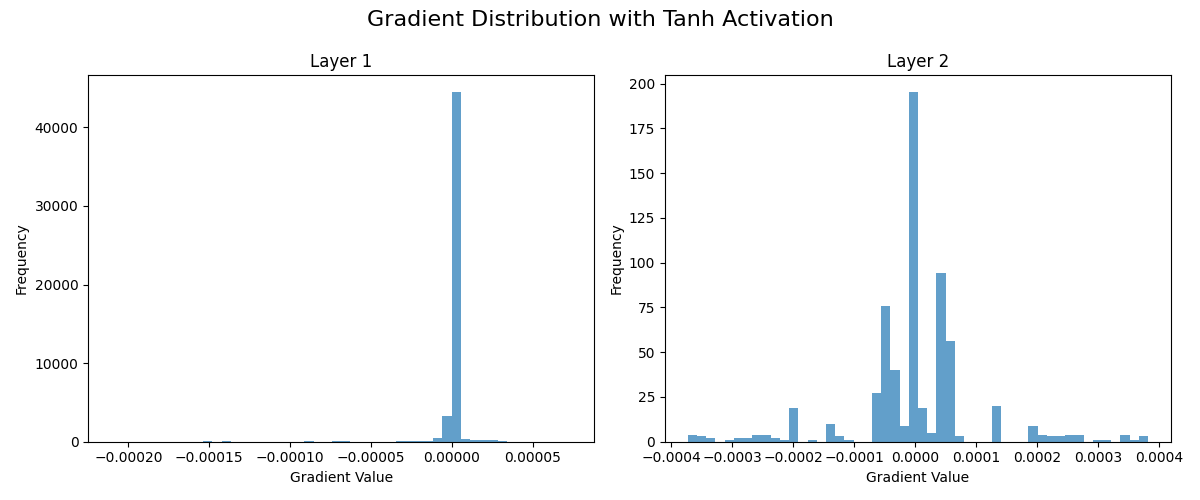 Gradient Distribution with Tanh Activation
Layer 1
Frequency
40000
30000
20000
10000
0
−0.00020 −0.00015 −0.00010 −0.00005 0.00000 0.00005
Gradient Value
Layer 2
Frequency
200
175
150
125
100
75
50
25
0
−0.0004 −0.0003 −0.0002 −0.0001 0.0000 0.0001 0.0002 0.0003 0.0004
Gradient Value